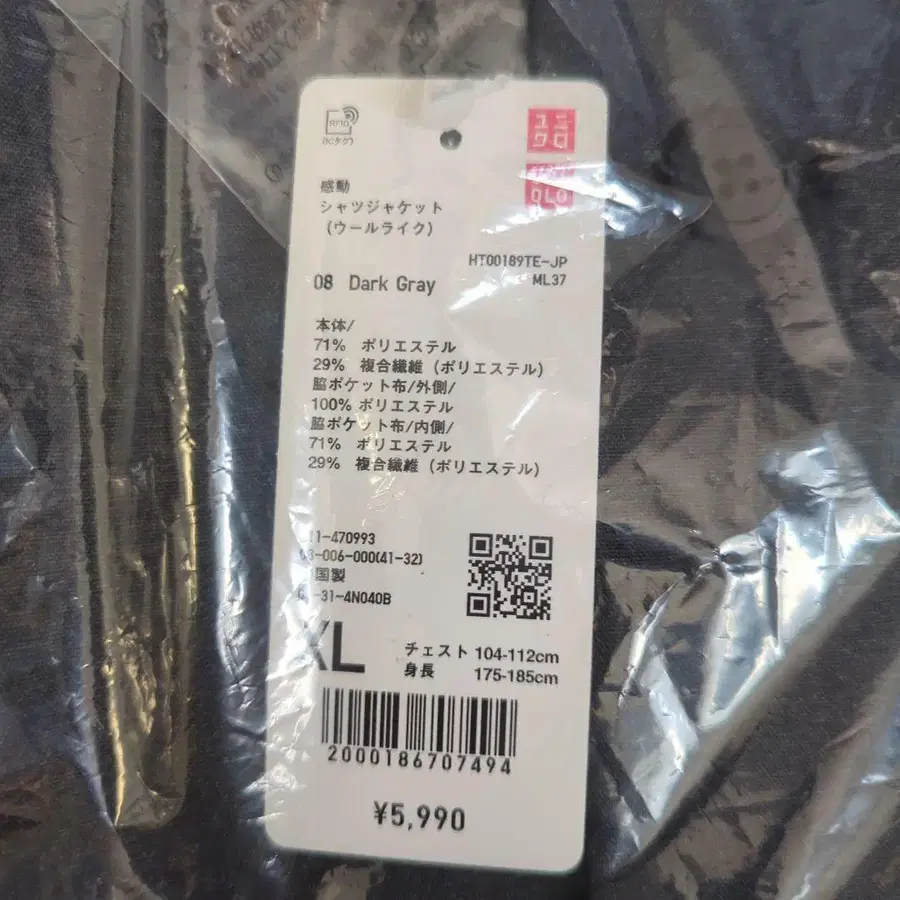 RFID
(ICタグ)
ユニ
クロ
QLO
感動
シャツジャケット
(ウールライク)
HT00189TE-JP
ML37
08 Dark Gray
本体/
71% ポリエステル
29% 複合繊維(ポリエステル)
脇ポケット布/外側/
100% ポリエステル
脇ポケット布/内側/
71% ポリエステル
29% 複合繊維(ポリエステル)
1-470993
08-006-000(41-32)
国製
-31-4N040B
XL
チェスト 104-112cm
身長 175-185cm
2000186707494
¥5,990